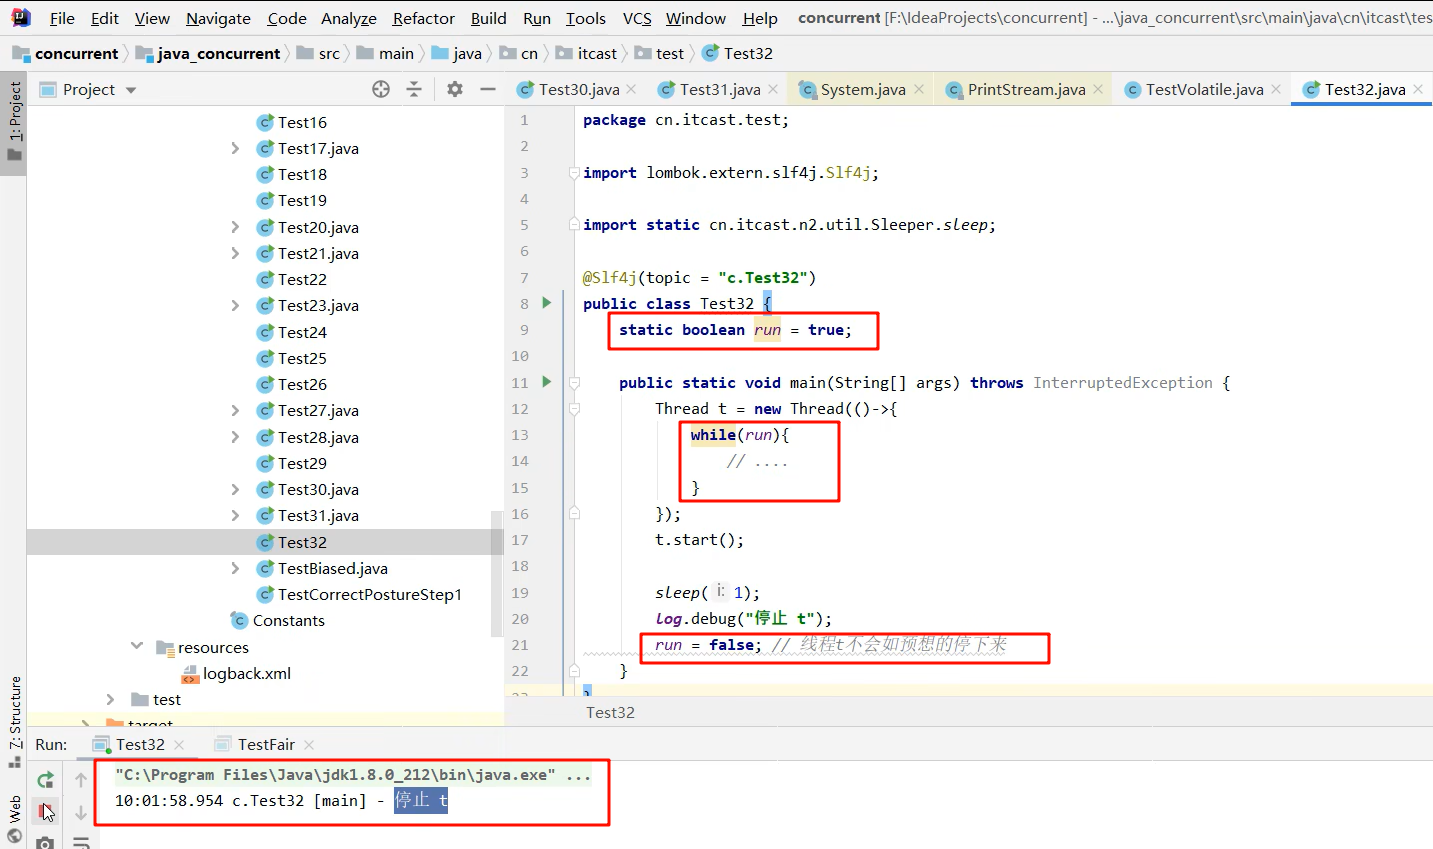 File Edit View Navigate Code Analyze Refactor Build Run Tools VCS Window Help concurrent [F:\IdeaProjects\concurrent] - ...\java_concurrent\src\main\java\cn\itcast\tes
concurrent java_concurrent src main java cn itcast test Test32
1: Project
Project
Test30.java Test31.java System.java PrintStream.java TestVolatile.java Test32.java
Test16
Test17.java
Test18
Test19
Test20.java
Test21.java
Test22
Test23.java
Test24
Test25
Test26
Test27.java
Test28.java
Test29
Test30.java
Test31.java
Test32
TestBiased.java
TestCorrectPostureStep1
Constants
resources
logback.xml
test
target
1 package cn.itcast.test;
2
3 import lombok.extern.slf4j.Slf4j;
4
5 import static cn.itcast.n2.util.Sleeper.sleep;
6
7 @Slf4j(topic = "c.Test32")
8 public class Test32 {
9 static boolean run = true;
10
11 public static void main(String[] args) throws InterruptedException {
12 Thread t = new Thread(()->{
13 while(run){
14 // ....
15 }
16 });
17 t.start();
18
19 sleep( i: 1);
20 log.debug("停止 t");
21 run = false; // 线程t不会如预想的停下来
22 }
23 }
Test32
7: Structure
Web
Run: Test32 TestFair
"C:\Program Files\Java\jdk1.8.0_212\bin\java.exe" ...
10:01:58.954 c.Test32 [main] - 停止 t